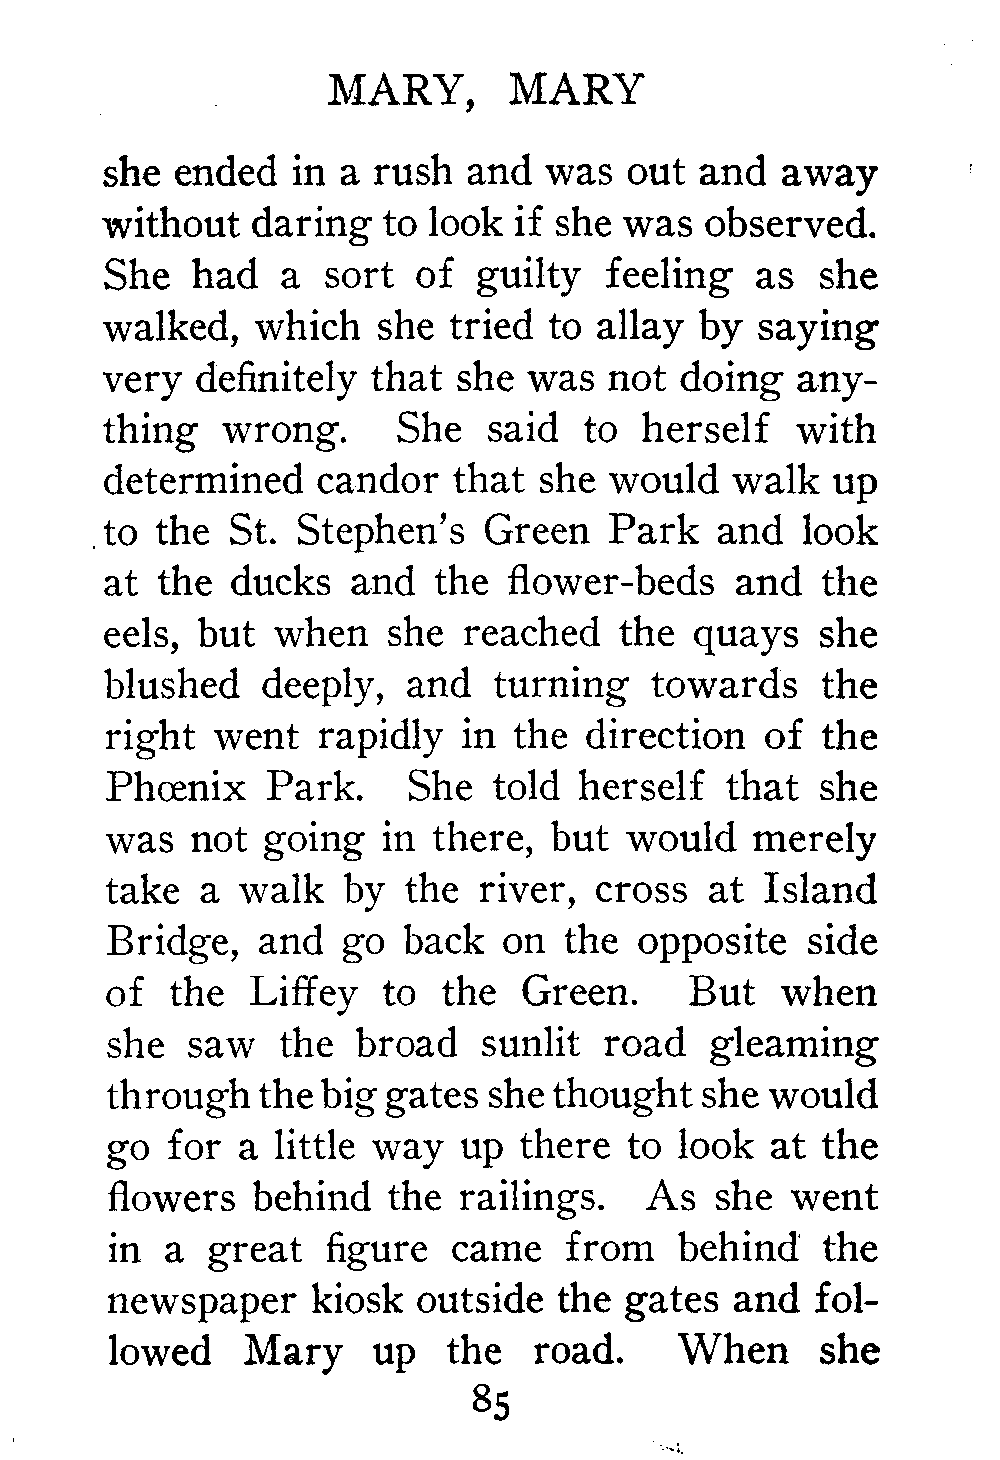 MARY, MARY
she ended in a rush and was out and away
without daring to look if she was observed.
She had a sort of guilty feeling as she
walked, which she tried to allay by saying
very definitely that she was not doing any-
thing wrong. She said to herself with
determined candor that she would walk up
to the St. Stephen's Green Park and look
at the ducks and the flower-beds and the
eels, but when she reached the quays she
blushed deeply, and turning towards the
right went rapidly in the direction of the
Phœnix Park. She told herself that she
was not going in there, but would merely
take a walk by the river, cross at Island
Bridge, and go back on the opposite side
of the Liffey to the Green. But when
she saw the broad sunlit road gleaming
through the big gates she thought she would
go for a little way up there to look at the
flowers behind the railings. As she went
in a great figure came from behind the
newspaper kiosk outside the gates and fol-
lowed Mary up the road. When she
85